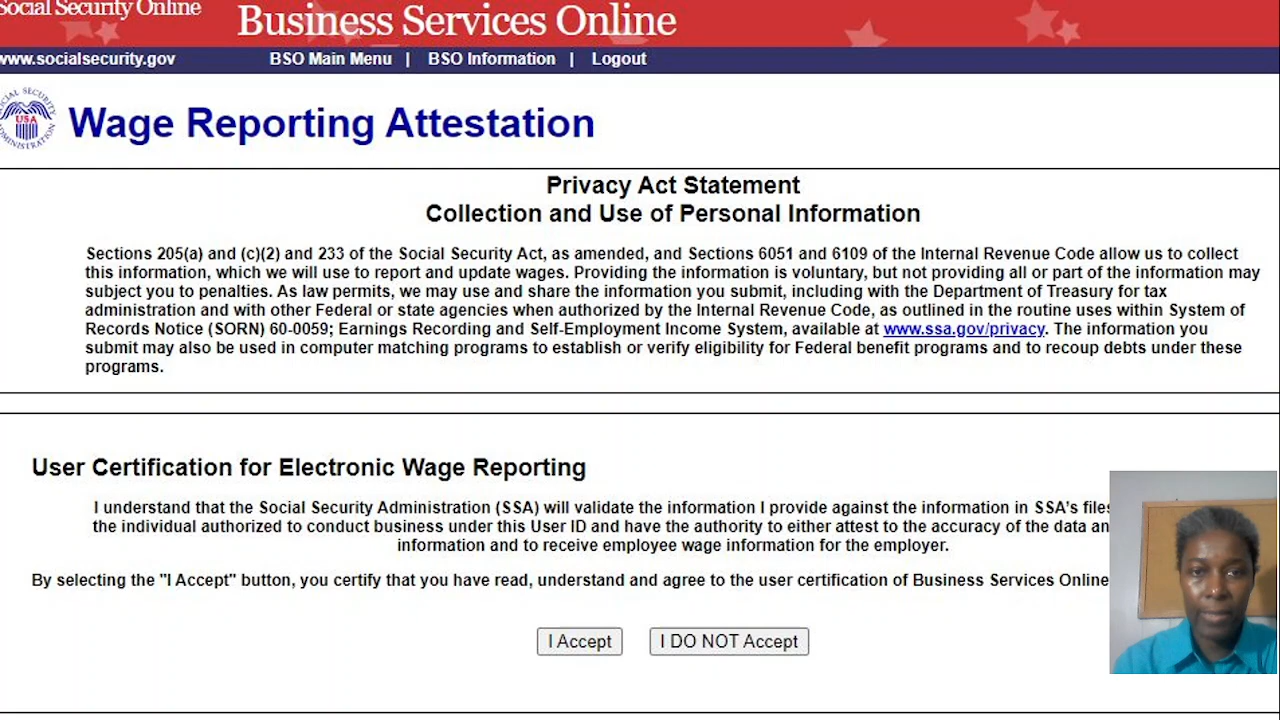 Social Security Online
Business Services Online
www.socialsecurity.gov
BSO Main Menu | BSO Information | Logout
SOCIAL SECURITY ADMINISTRATION
USA
Wage Reporting Attestation
Privacy Act Statement
Collection and Use of Personal Information
Sections 205(a) and (c)(2) and 233 of the Social Security Act, as amended, and Sections 6051 and 6109 of the Internal Revenue Code allow us to collect
this information, which we will use to report and update wages. Providing the information is voluntary, but not providing all or part of the information may
subject you to penalties. As law permits, we may use and share the information you submit, including with the Department of Treasury for tax
administration and with other Federal or state agencies when authorized by the Internal Revenue Code, as outlined in the routine uses within System of
Records Notice (SORN) 60-0059; Earnings Recording and Self-Employment Income System, available at www.ssa.gov/privacy. The information you
submit may also be used in computer matching programs to establish or verify eligibility for Federal benefit programs and to recoup debts under these
programs.
User Certification for Electronic Wage Reporting
I understand that the Social Security Administration (SSA) will validate the information I provide against the information in SSA's files
the individual authorized to conduct business under this User ID and have the authority to either attest to the accuracy of the data an
information and to receive employee wage information for the employer.
By selecting the "I Accept" button, you certify that you have read, understand and agree to the user certification of Business Services Online
I Accept
I DO NOT Accept